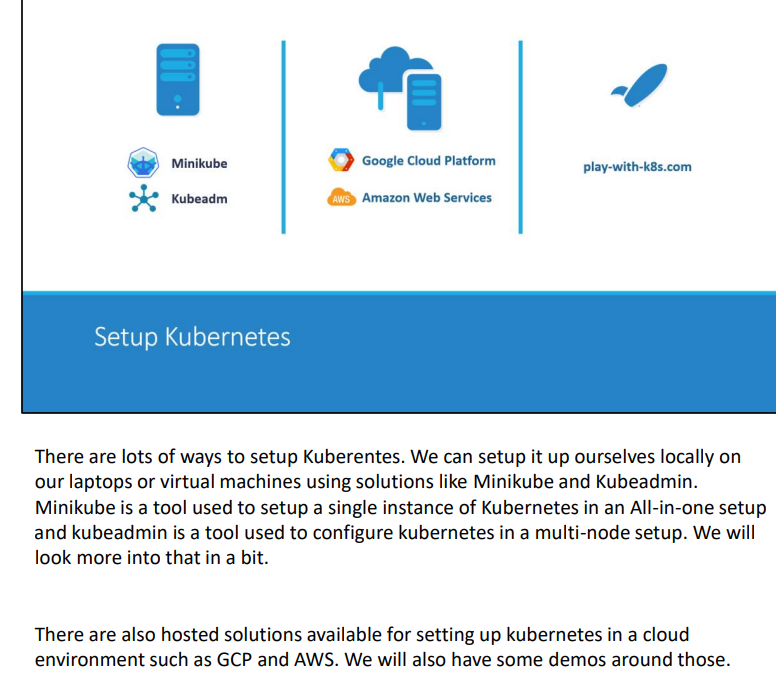 Minikube
Kubeadm
Google Cloud Platform
AWS Amazon Web Services
play-with-k8s.com
Setup Kubernetes
There are lots of ways to setup Kuberentes. We can setup it up ourselves locally on
our laptops or virtual machines using solutions like Minikube and Kubeadmin.
Minikube is a tool used to setup a single instance of Kubernetes in an All-in-one setup
and kubeadmin is a tool used to configure kubernetes in a multi-node setup. We will
look more into that in a bit.
There are also hosted solutions available for setting up kubernetes in a cloud
environment such as GCP and AWS. We will also have some demos around those.